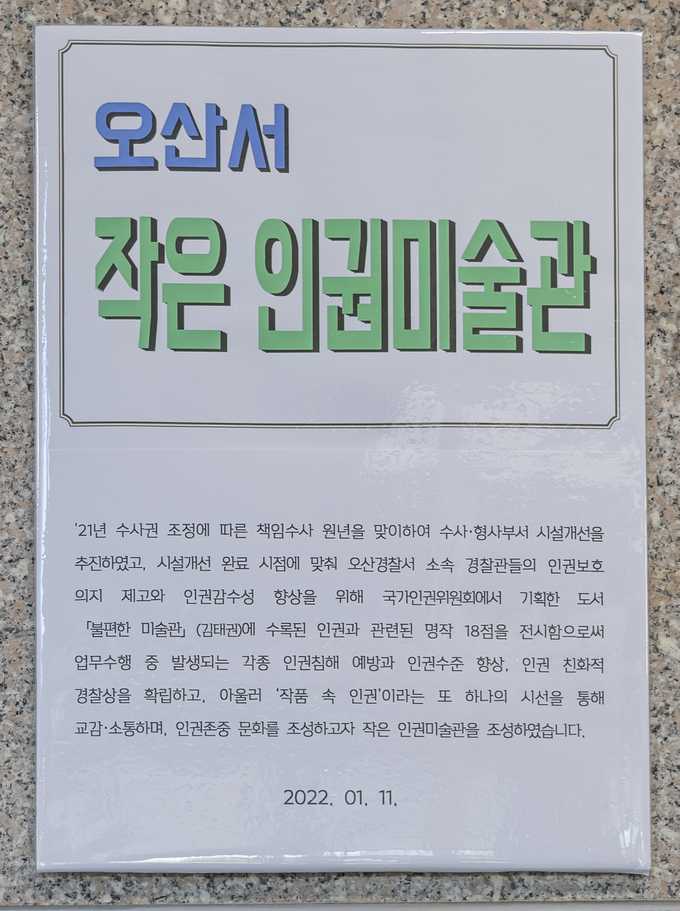 오산서
작은 인권미술관
'21년 수사권 조정에 따른 책임수사 원년을 맞이하여 수사·형사부서 시설개선을
추진하였고, 시설개선 완료 시점에 맞춰 오산경찰서 소속 경찰관들의 인권보호
의지 제고와 인권감수성 향상을 위해 국가인권위원회에서 기획한 도서
「불편한 미술관」(김태권)에 수록된 인권과 관련된 명작 18점을 전시함으로써
업무수행 중 발생되는 각종 인권침해 예방과 인권수준 향상, 인권 친화적
경찰상을 확립하고, 아울러 '작품 속 인권'이라는 또 하나의 시선을 통해
교감·소통하며, 인권존중 문화를 조성하고자 작은 인권미술관을 조성하였습니다.
2022. 01. 11.